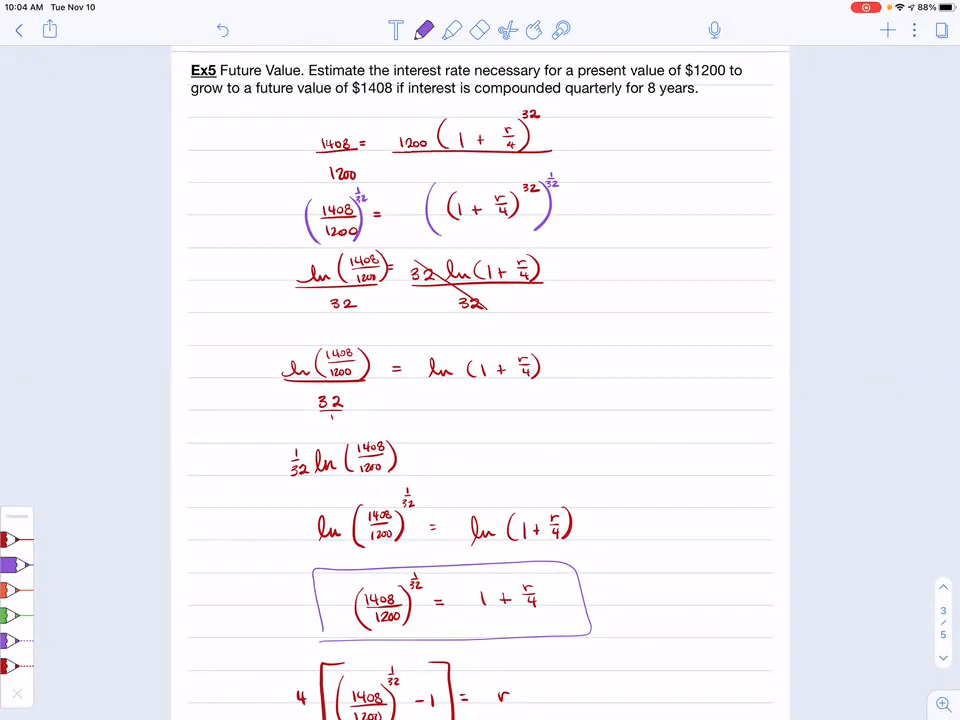 10:04 AM Tue Nov 10
88%
Ex5 Future Value. Estimate the interest rate necessary for a present value of $1200 to
grow to a future value of $1408 if interest is compounded quarterly for 8 years.
1408/1200 = 1200 (1 + r/4)^32
(1408/1200)^(1/32) = ((1 + r/4)^32)^(1/32)
ln(1408/1200)/32 = 32 ln(1 + r/4)/32
ln(1408/1200)/32 = ln (1 + r/4)
1/32 ln(1408/1200)
ln (1408/1200)^(1/32) = ln (1 + r/4)
(1408/1200)^(1/32) = 1 + r/4
4 [(1408/1200)^(1/32) - 1] = r
3
/
5